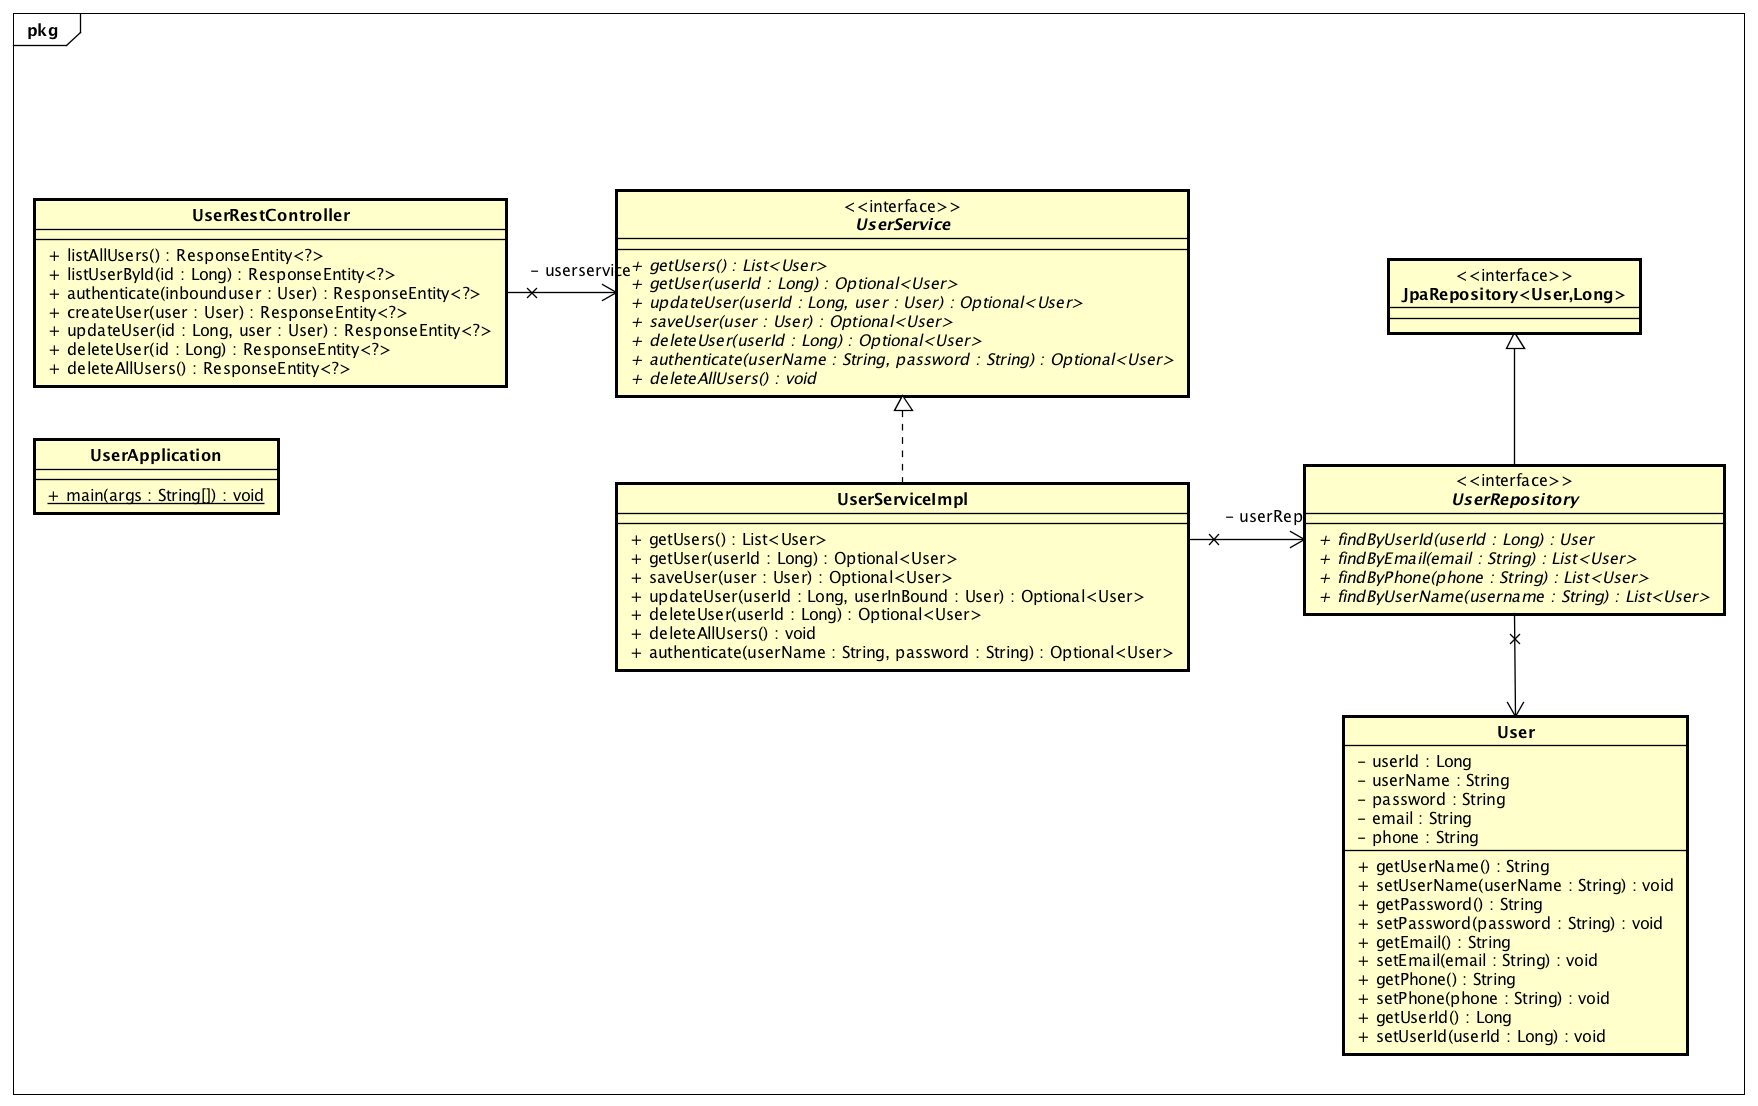 pkg
UserRestController
+ listAllUsers() : ResponseEntity<?>
+ listUserById(id : Long) : ResponseEntity<?>
+ authenticate(inbounduser : User) : ResponseEntity<?>
+ createUser(user : User) : ResponseEntity<?>
+ updateUser(id : Long, user : User) : ResponseEntity<?>
+ deleteUser(id : Long) : ResponseEntity<?>
+ deleteAllUsers() : ResponseEntity<?>
- userservice
<<interface>>
UserService
+ getUsers() : List<User>
+ getUser(userId : Long) : Optional<User>
+ updateUser(userId : Long, user : User) : Optional<User>
+ saveUser(user : User) : Optional<User>
+ deleteUser(userId : Long) : Optional<User>
+ authenticate(userName : String, password : String) : Optional<User>
+ deleteAllUsers() : void
<<interface>>
JpaRepository<User,Long>
UserApplication
+ main(args : String[]) : void
UserServiceImpl
+ getUsers() : List<User>
+ getUser(userId : Long) : Optional<User>
+ saveUser(user : User) : Optional<User>
+ updateUser(userId : Long, userInBound : User) : Optional<User>
+ deleteUser(userId : Long) : Optional<User>
+ deleteAllUsers() : void
+ authenticate(userName : String, password : String) : Optional<User>
- userRep
<<interface>>
UserRepository
+ findByUserId(userId : Long) : User
+ findByEmail(email : String) : List<User>
+ findByPhone(phone : String) : List<User>
+ findByUserName(username : String) : List<User>
User
- userId : Long
- userName : String
- password : String
- email : String
- phone : String
+ getUserName() : String
+ setUserName(userName : String) : void
+ getPassword() : String
+ setPassword(password : String) : void
+ getEmail() : String
+ setEmail(email : String) : void
+ getPhone() : String
+ setPhone(phone : String) : void
+ getUserId() : Long
+ setUserId(userId : Long) : void